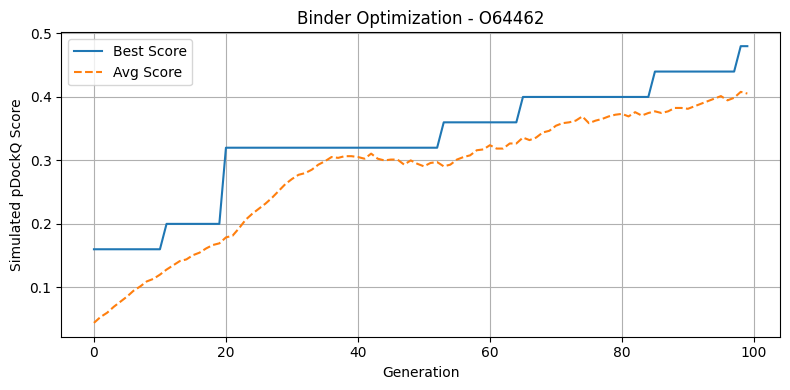 Binder Optimization - O64462
Best Score
Avg Score
Simulated pDockQ Score
0.5
0.4
0.3
0.2
0.1
0
20
40
60
80
100
Generation